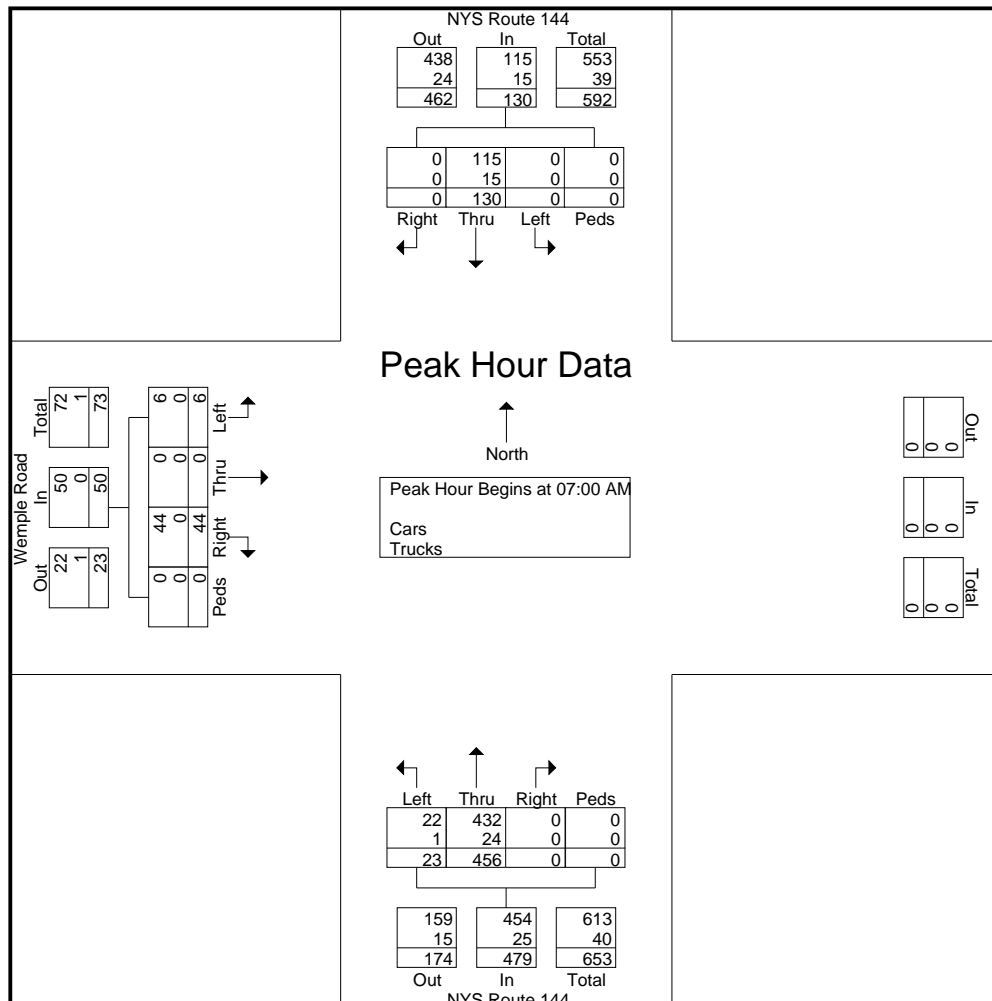 NYS Route 144
Out In Total
438 115 553
24 15 39
462 130 592
0 115 0 0
0 15 0 0
0 130 0 0
Right Thru Left Peds
Peak Hour Data
North
Peak Hour Begins at 07:00 AM
Cars
Trucks
Wemple Road
Out In Total
22 50 72
1 0 1
23 50 73
Peds Right Thru Left
0 44 0 6
0 0 0 0
0 44 0 6
Out In Total
0 0 0
0 0 0
0 0 0
Left Thru Right Peds
22 432 0 0
1 24 0 0
23 456 0 0
159 454 613
15 25 40
174 479 653
Out In Total
NYS Route 144